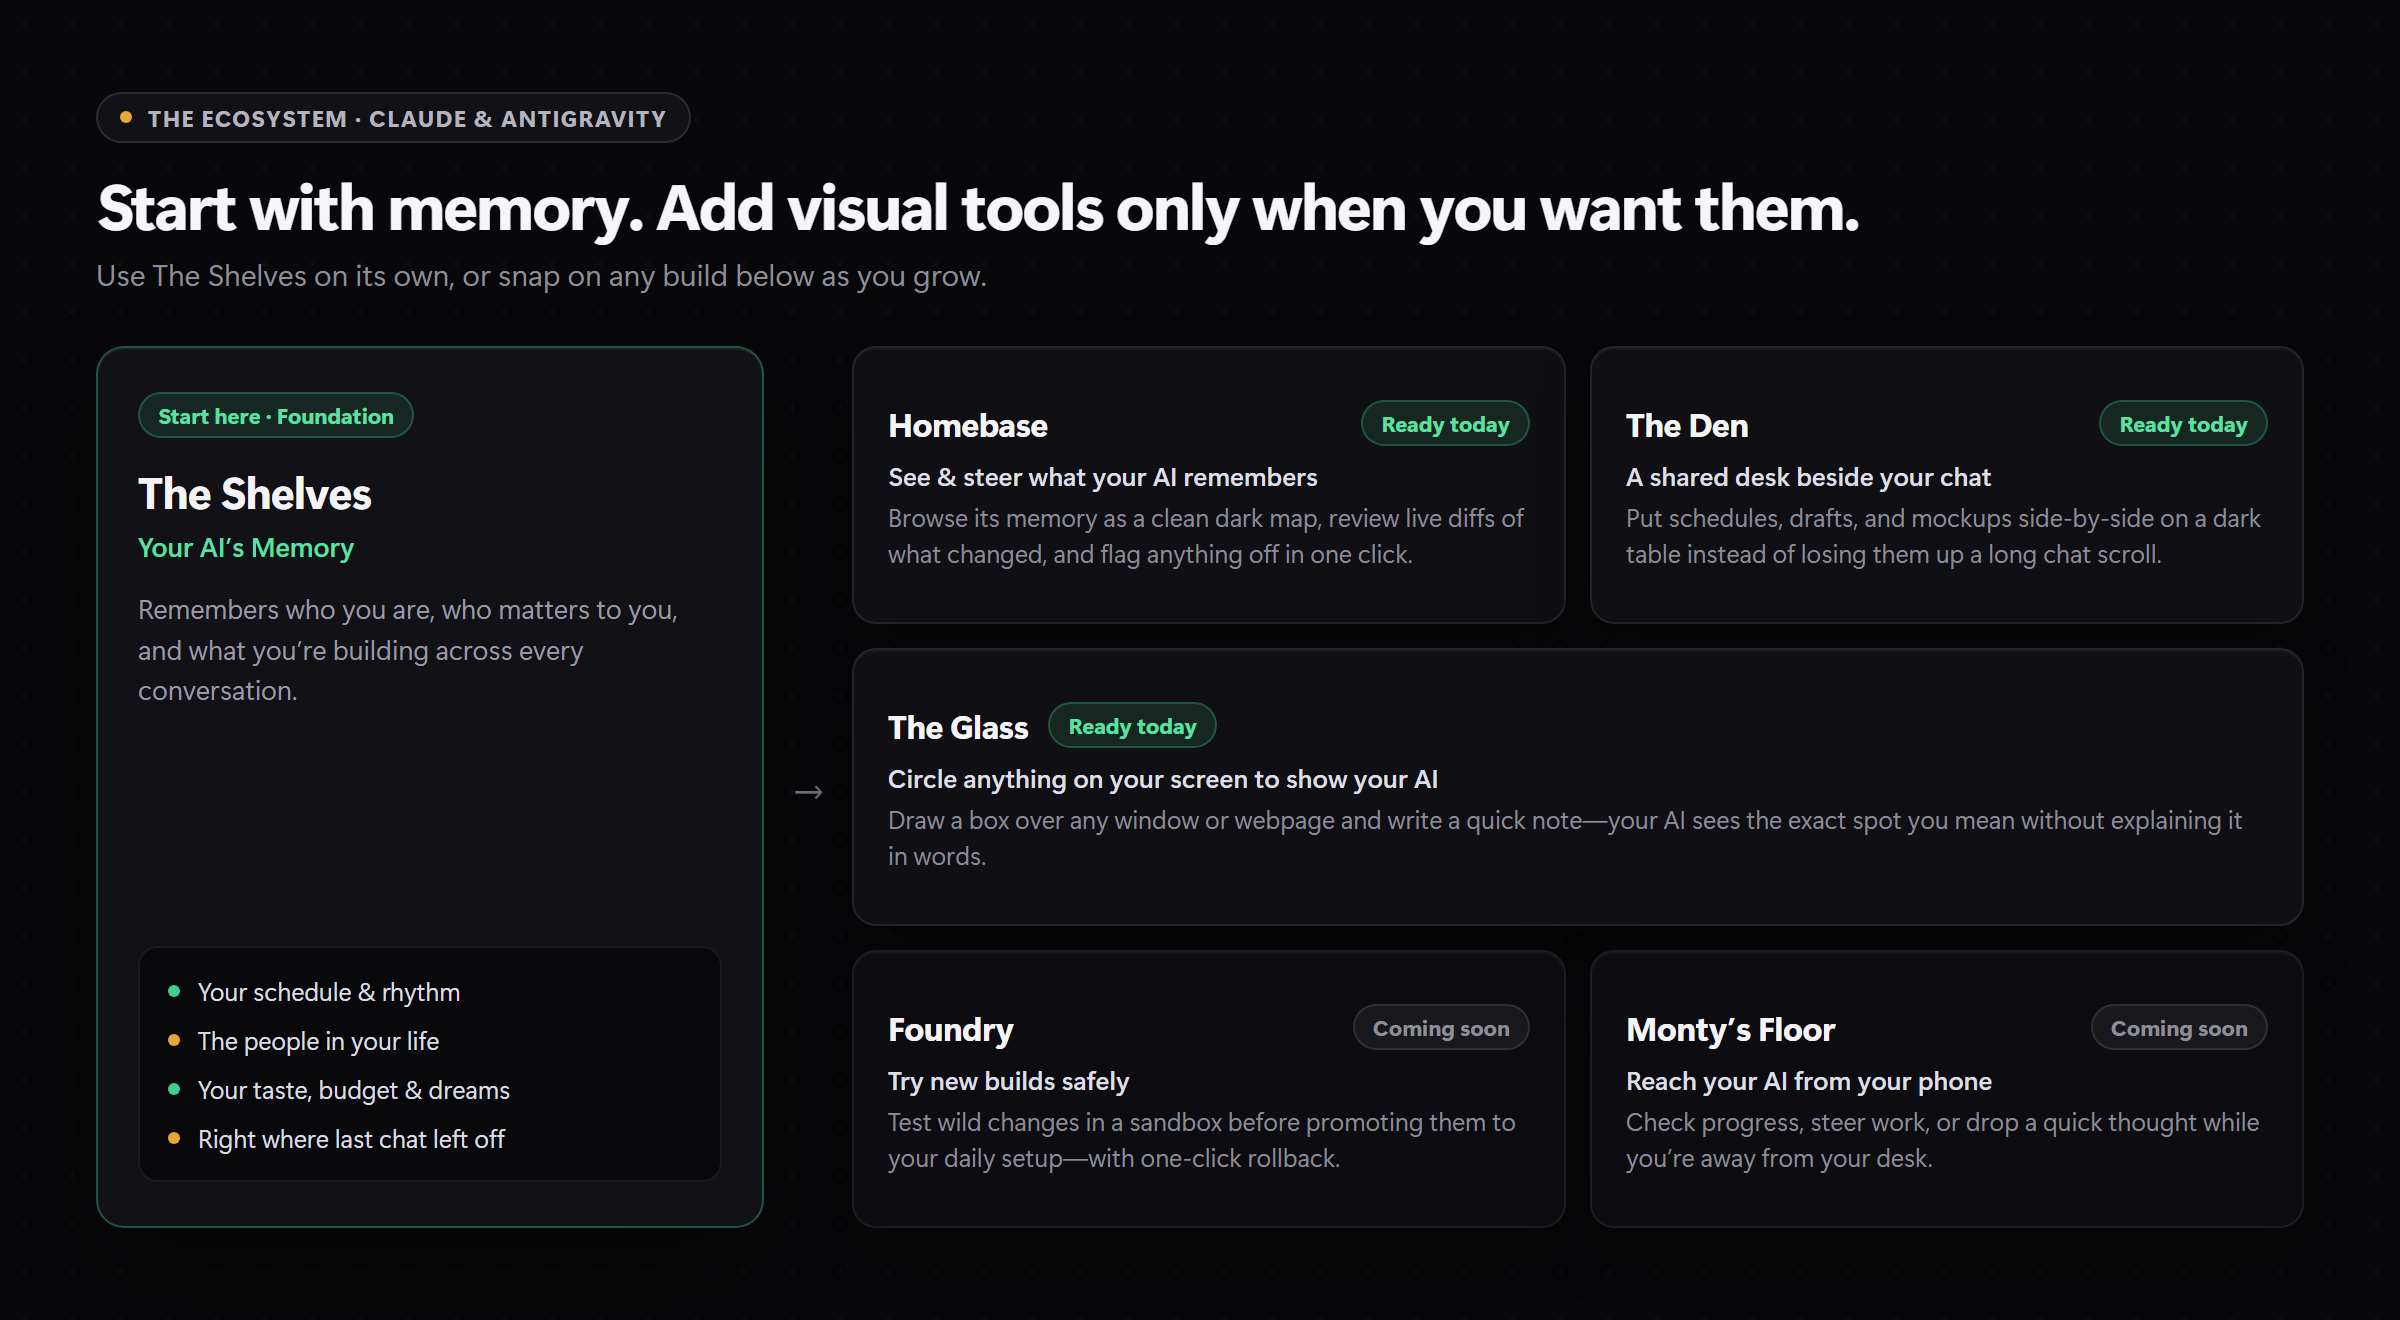 THE ECOSYSTEM · CLAUDE & ANTIGRAVITY
Start with memory. Add visual tools only when you want them.
Use The Shelves on its own, or snap on any build below as you grow.
Start here · Foundation
The Shelves
Your AI’s Memory
Remembers who you are, who matters to you,
and what you’re building across every
conversation.
Your schedule & rhythm
The people in your life
Your taste, budget & dreams
Right where last chat left off
→
Homebase
Ready today
See & steer what your AI remembers
Browse its memory as a clean dark map, review live diffs of
what changed, and flag anything off in one click.
The Den
Ready today
A shared desk beside your chat
Put schedules, drafts, and mockups side-by-side on a dark
table instead of losing them up a long chat scroll.
The Glass
Ready today
Circle anything on your screen to show your AI
Draw a box over any window or webpage and write a quick note—your AI sees the exact spot you mean without explaining it
in words.
Foundry
Coming soon
Try new builds safely
Test wild changes in a sandbox before promoting them to
your daily setup—with one-click rollback.
Monty’s Floor
Coming soon
Reach your AI from your phone
Check progress, steer work, or drop a quick thought while
you’re away from your desk.